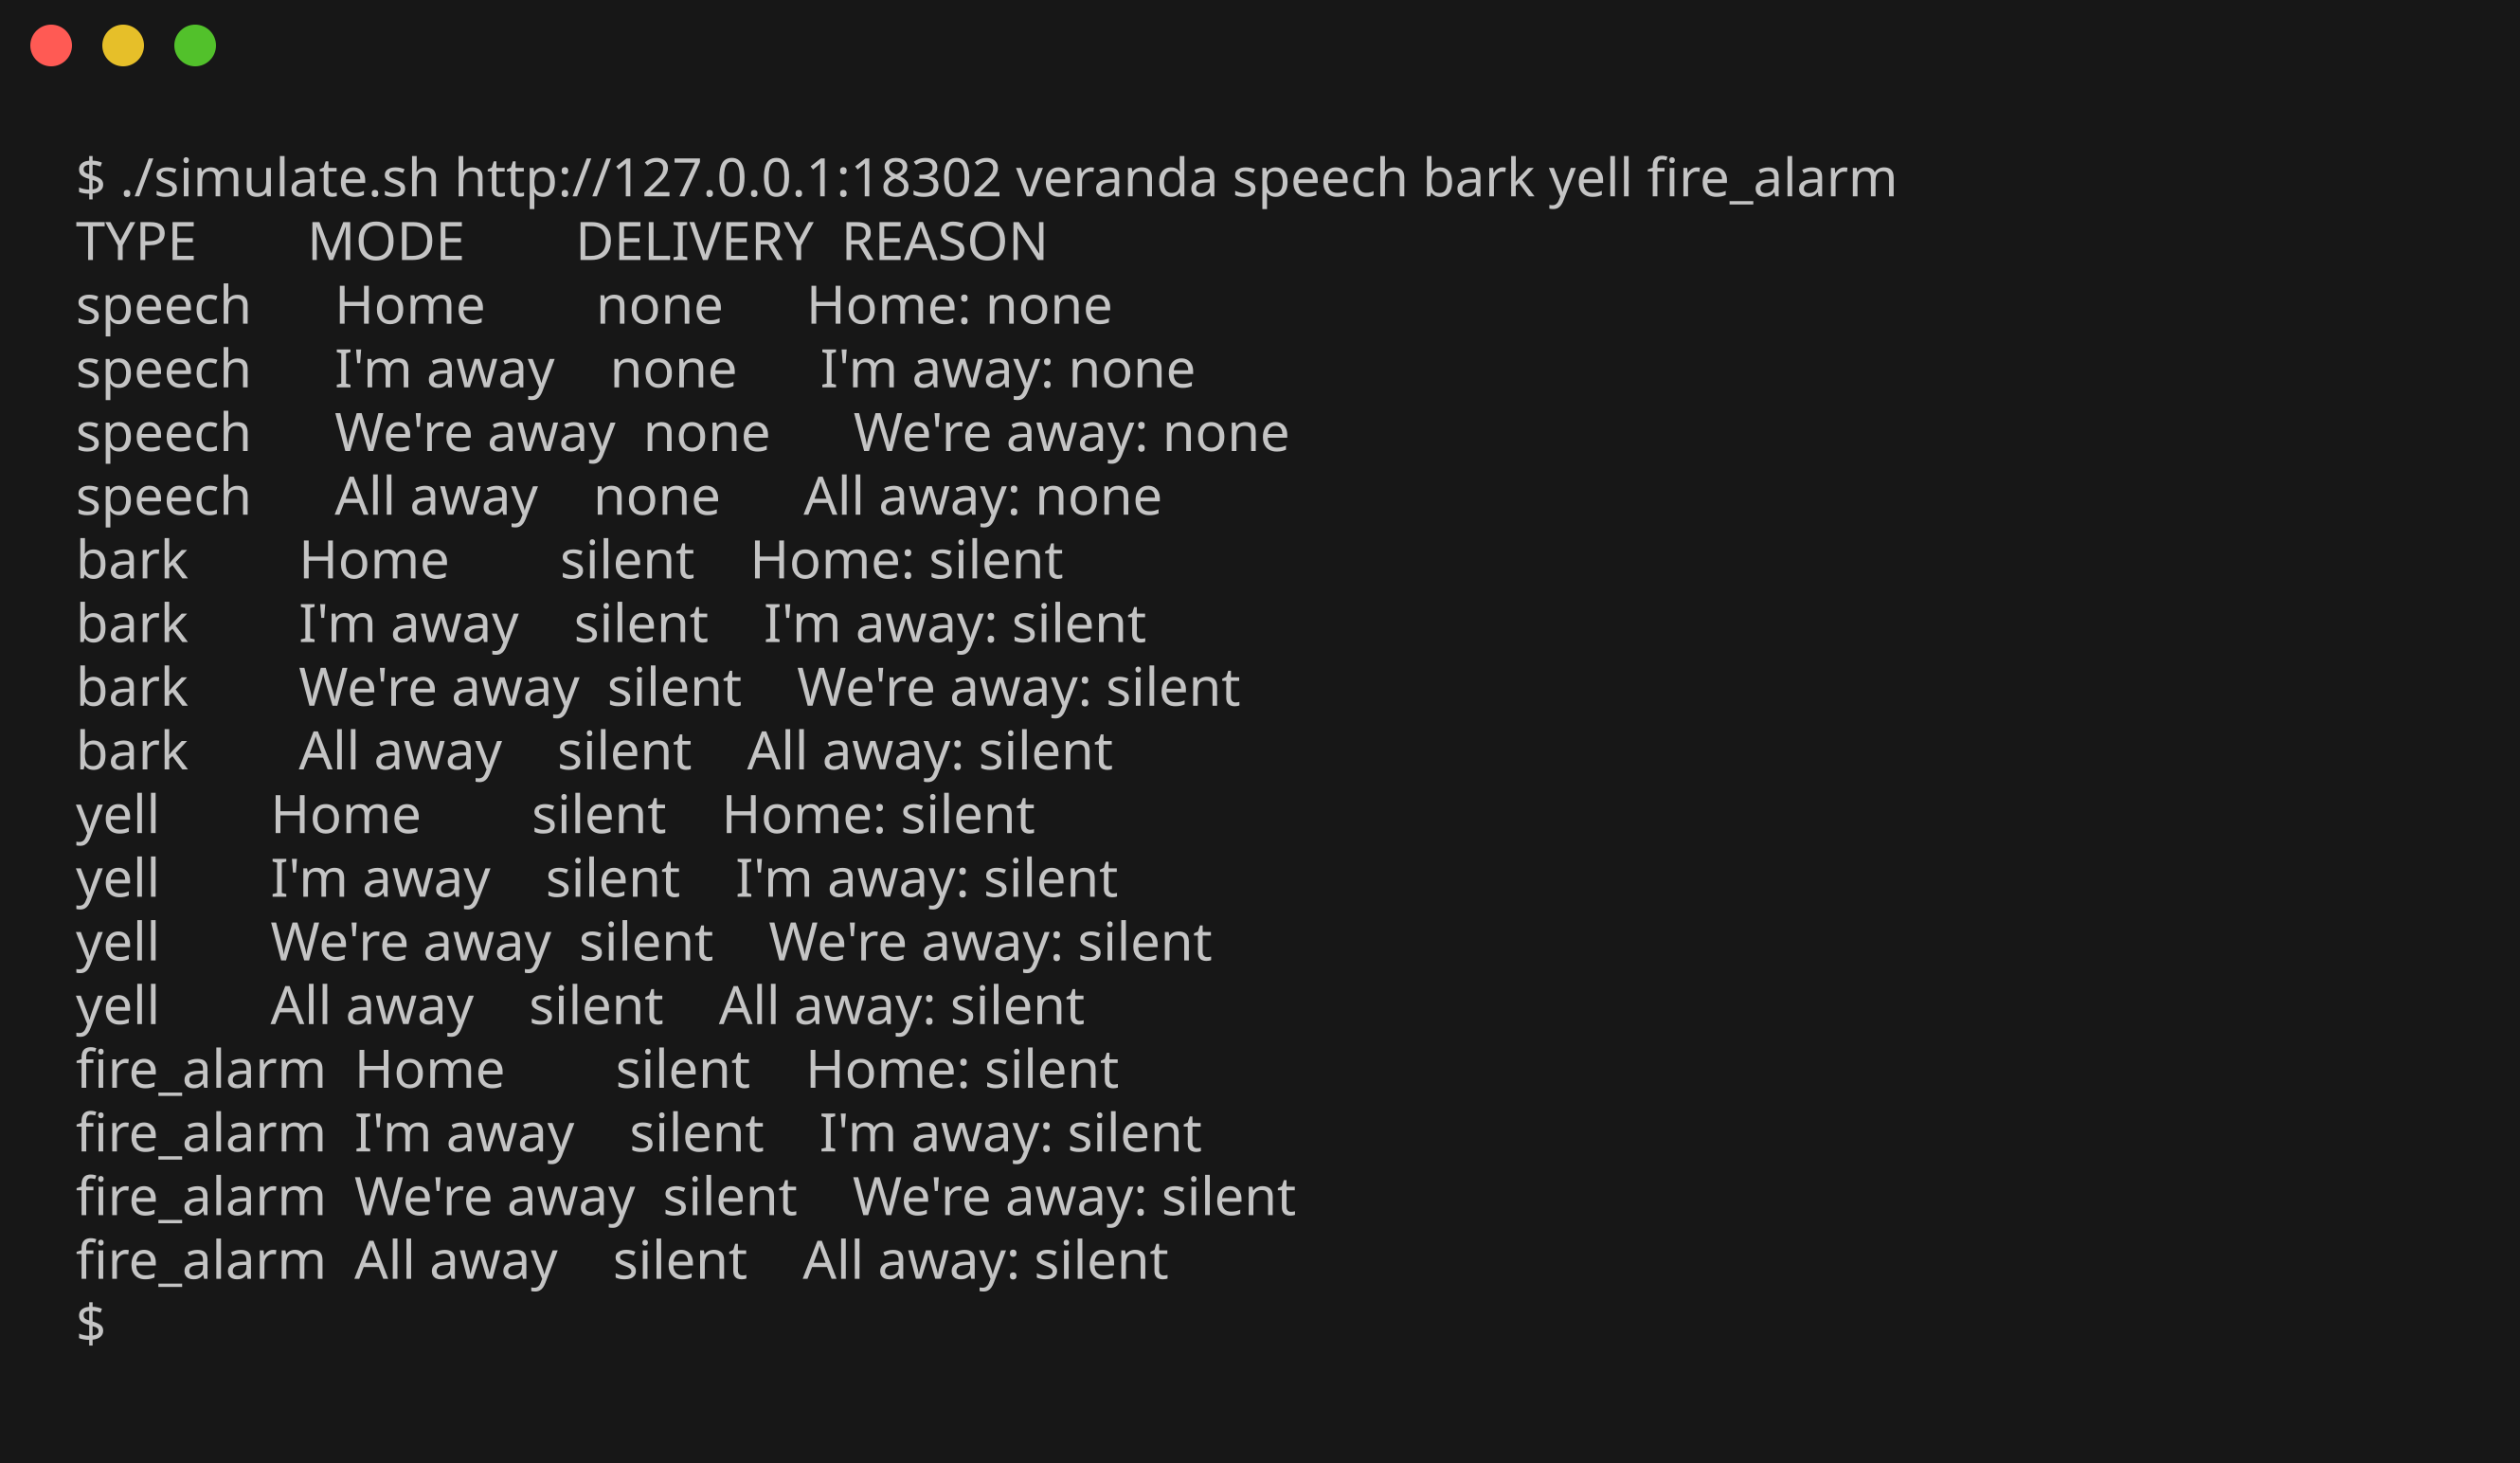 $ ./simulate.sh http://127.0.0.1:18302 veranda speech bark yell fire_alarm
TYPE MODE DELIVERY REASON
speech Home none Home: none
speech I'm away none I'm away: none
speech We're away none We're away: none
speech All away none All away: none
bark Home silent Home: silent
bark I'm away silent I'm away: silent
bark We're away silent We're away: silent
bark All away silent All away: silent
yell Home silent Home: silent
yell I'm away silent I'm away: silent
yell We're away silent We're away: silent
yell All away silent All away: silent
fire_alarm Home silent Home: silent
fire_alarm I'm away silent I'm away: silent
fire_alarm We're away silent We're away: silent
fire_alarm All away silent All away: silent
$